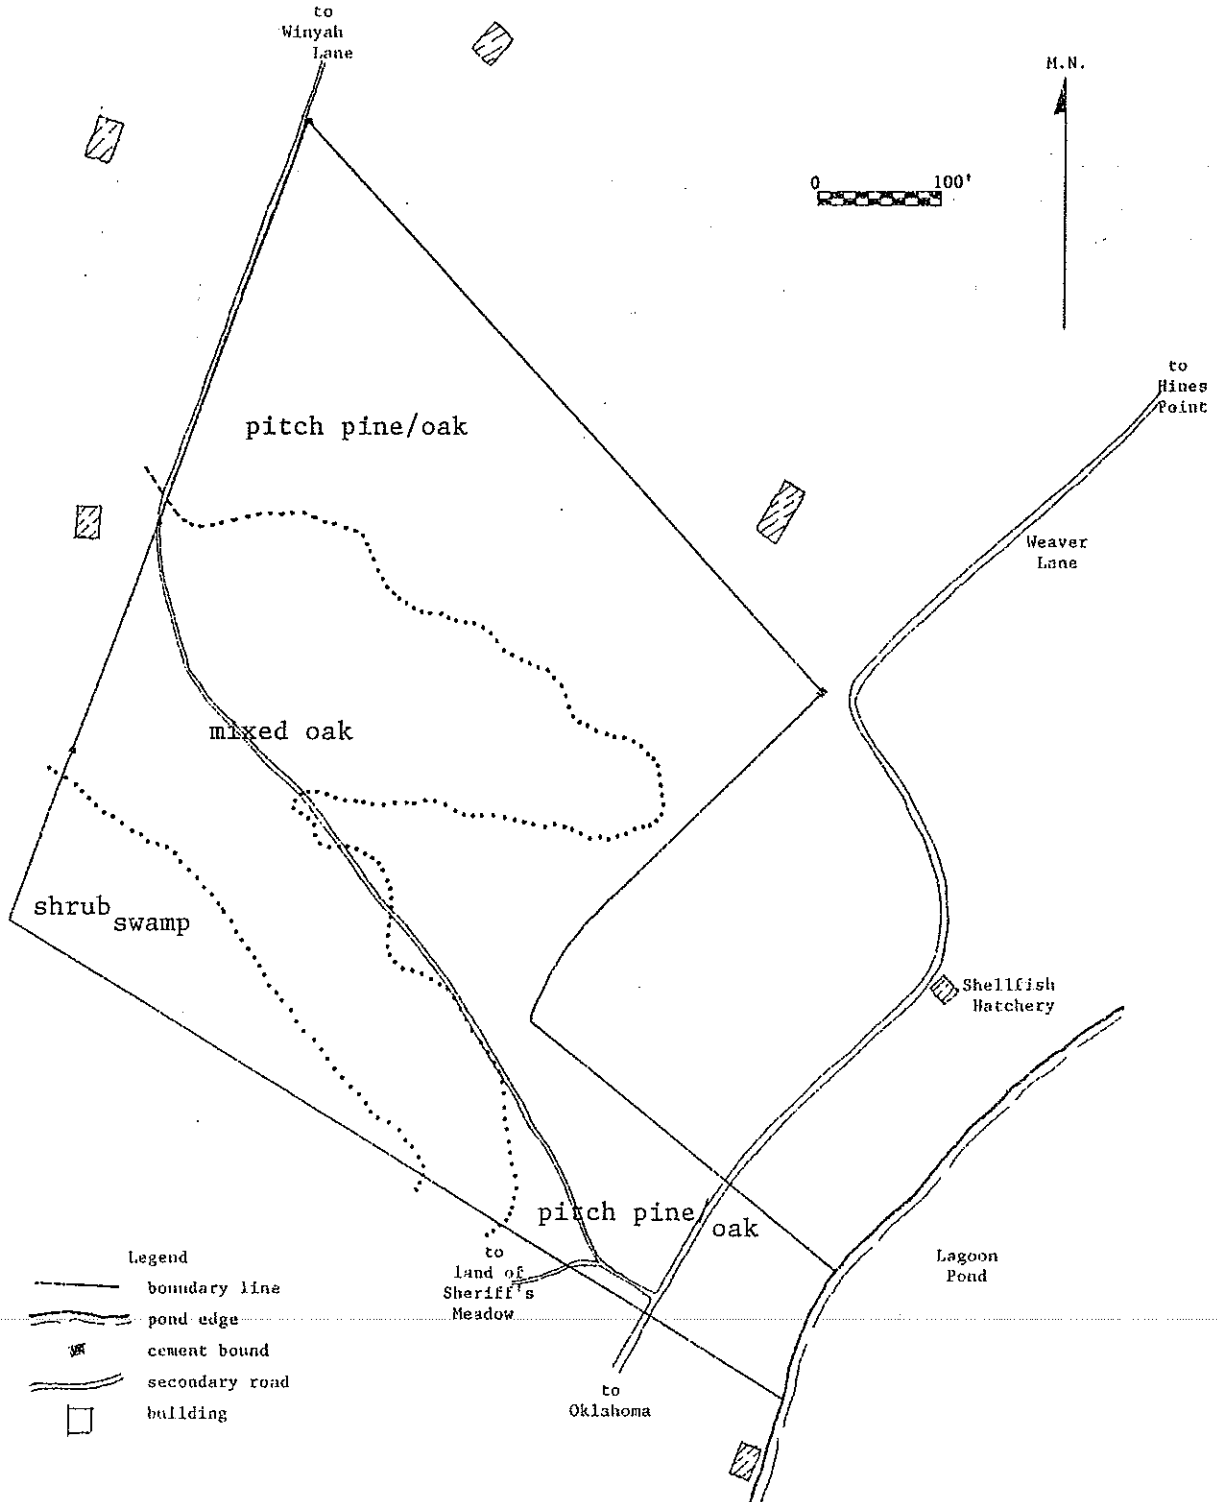 to
Winyah
Lane
M.N.
0 100'
to
Hines
Point
pitch pine/oak
Weaver
Lane
mixed oak
shrub
swamp
Shellfish
Hatchery
pitch pine/
oak
to
land of
Sheriff's
Meadow
Lagoon
Pond
to
Oklahoma
Legend
boundary line
pond edge
cement bound
secondary road
building